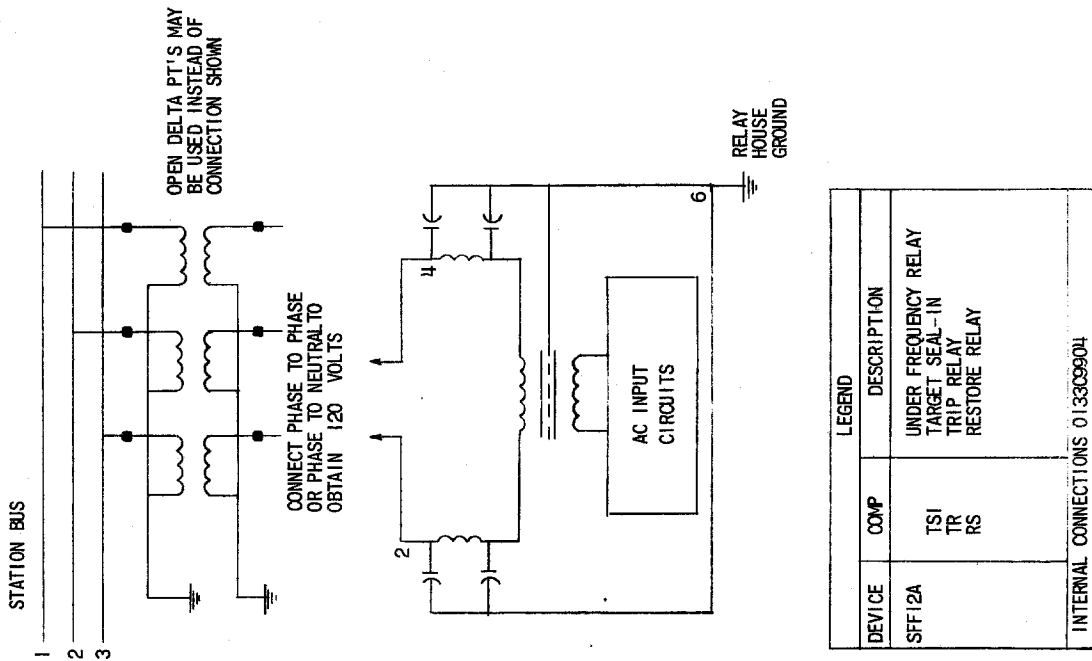 STATION BUS
1
2
3
OPEN DELTA PT'S MAY
BE USED INSTEAD OF
CONNECTION SHOWN
CONNECT PHASE TO PHASE
OR PHASE TO NEUTRAL TO
OBTAIN 120 VOLTS
2
4
AC INPUT
CIRCUITS
6
RELAY
HOUSE
GROUND
LEGEND
DEVICE COMP DESCRIPTION
SFF12A UNDER FREQUENCY RELAY
TSI TARGET SEAL-IN
TR TRIP RELAY
RS RESTORE RELAY
INTERNAL CONNECTIONS 0133C9904